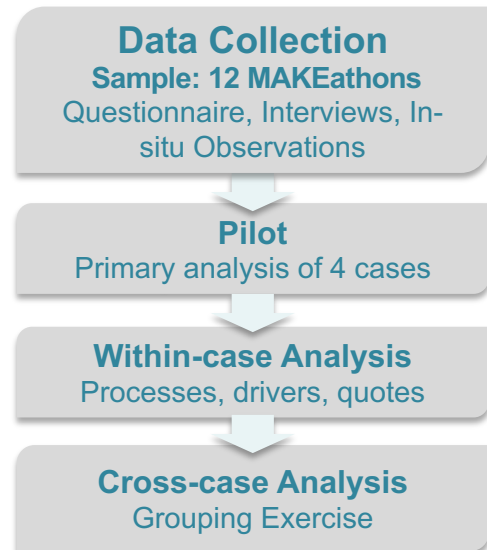 Data Collection
Sample: 12 MAKEathons
Questionnaire, Interviews, In-
situ Observations
Pilot
Primary analysis of 4 cases
Within-case Analysis
Processes, drivers, quotes
Cross-case Analysis
Grouping Exercise